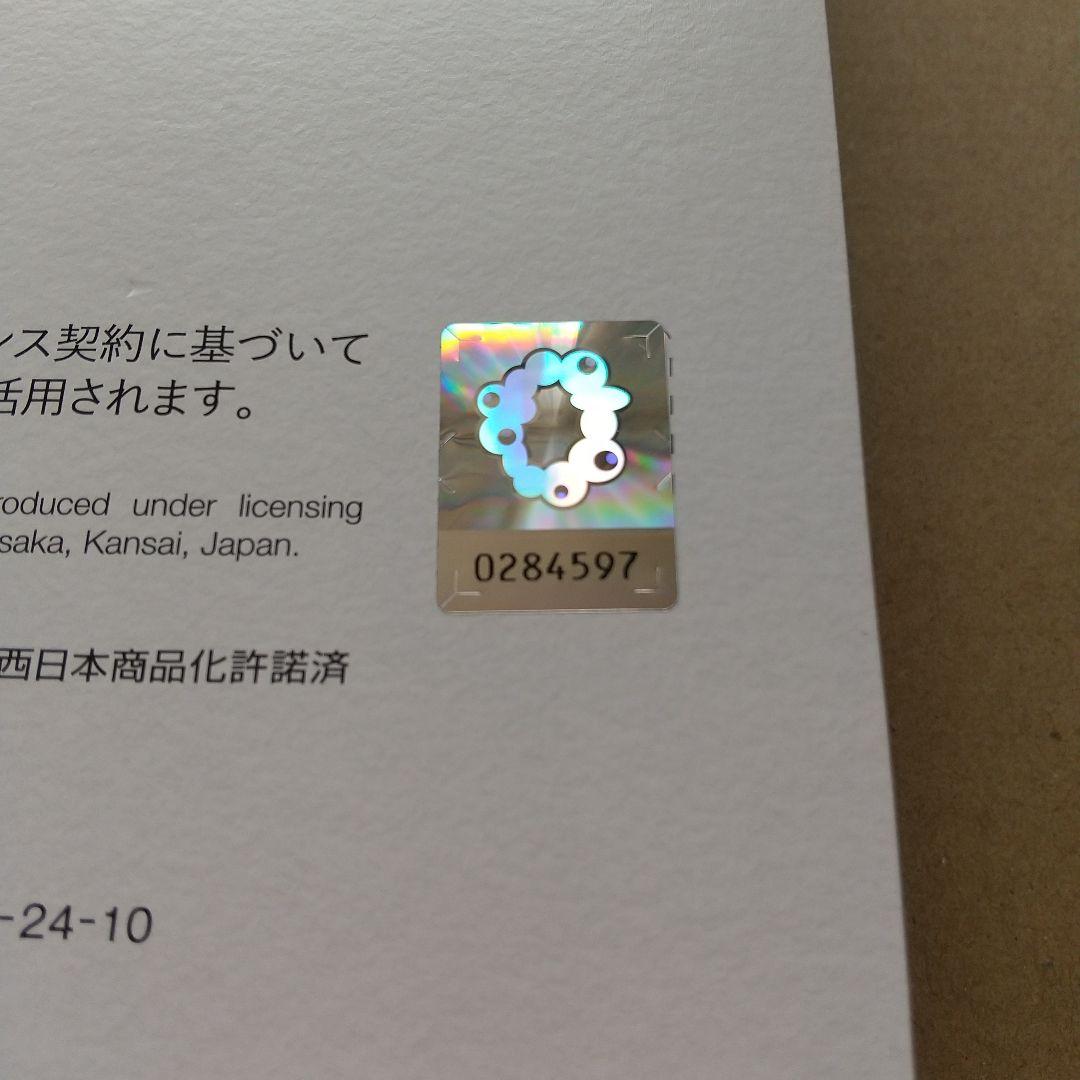 ンス契約に基づいて
活用されます。
roduced under licensing
saka, Kansai, Japan.
0284597
西日本商品化許諾済
-24-10